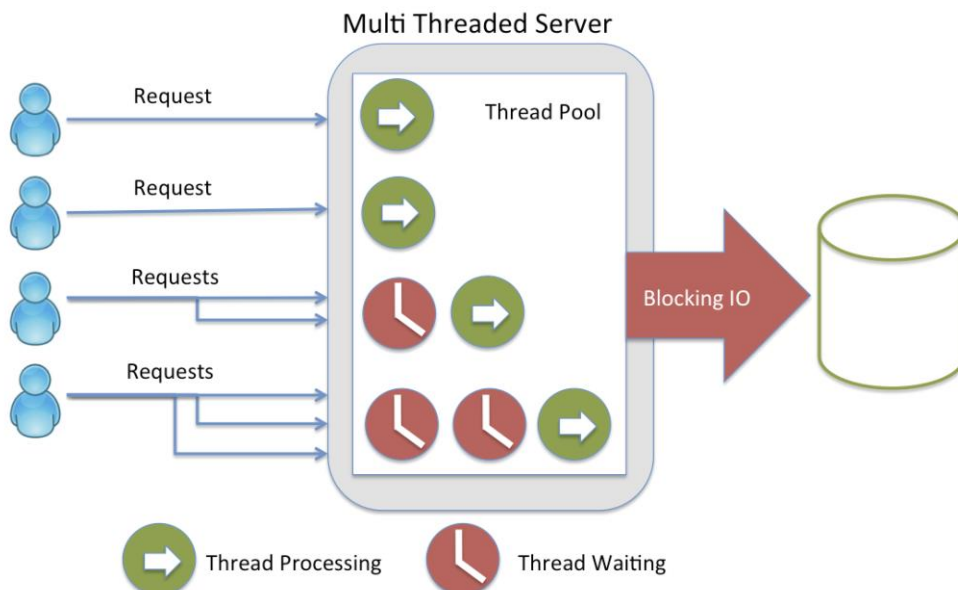 Multi Threaded Server
Request
Thread Pool
Request
Requests
Blocking IO
Requests
Thread Processing
Thread Waiting